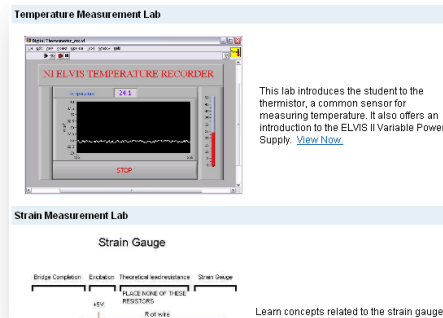 Temperature Measurement Lab
NI ELVIS TEMPERATURE RECORDER
24.1
STOP
This lab introduces the student to the
thermistor, a common sensor for
measuring temperature. It also offers an
introduction to the ELVIS II Variable Power
Supply. View Now.
Strain Measurement Lab
Strain Gauge
Bridge Completion Excitation Theoretical lead resistance Strain Gauge
PLACE NONE OF THESE
RESISTORS
+5V
R of wire
Learn concepts related to the strain gauge